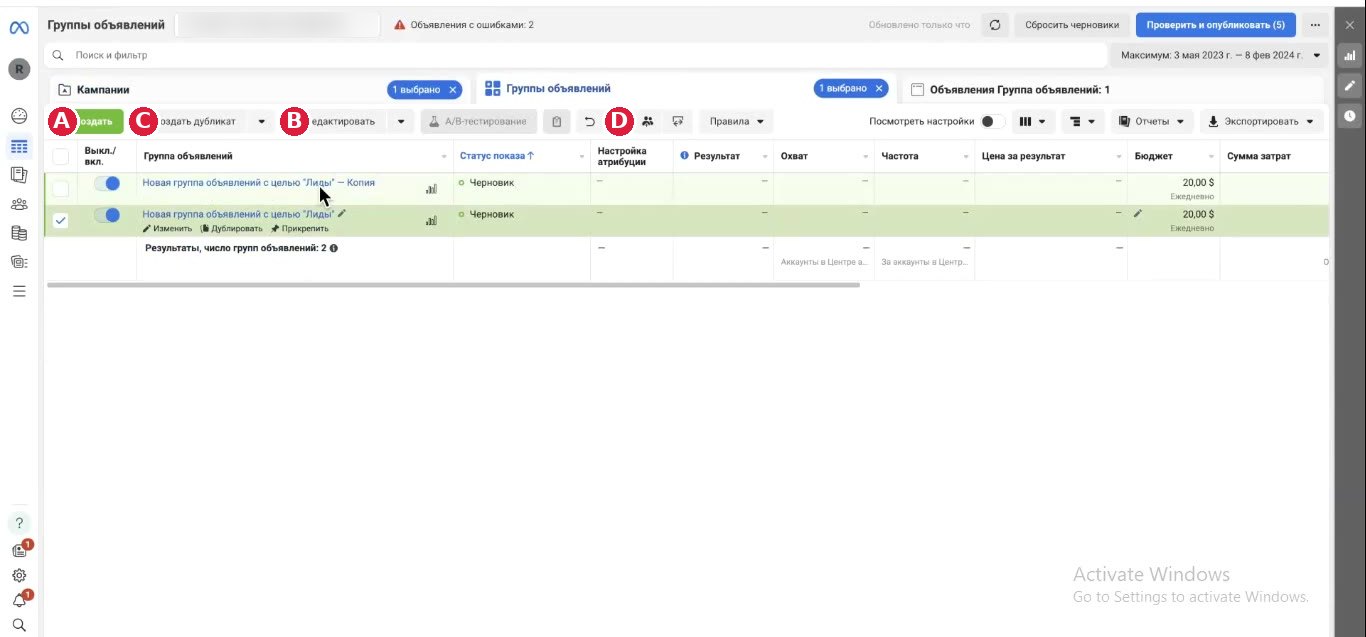 Группы объявлений
Объявления с ошибками: 2
Обновлено только что
Сбросить черновики
Проверить и опубликовать (5)
R
Поиск и фильтр
Максимум: 3 мая 2023 г. – 8 фев 2024 г.
Кампании
1 выбрано
Группы объявлений
1 выбрано
Объявления Группа объявлений: 1
A оздать
C оздать дубликат
B едактировать
A/B-тестирование
D
Правила
Посмотреть настройки
Отчеты
Экспортировать
Выкл./ вкл.
Группа объявлений
Статус показа ↑
Настройка атрибуции
Результат
Охват
Частота
Цена за результат
Бюджет
Сумма затрат
Новая группа объявлений с целью "Лиды" — Копия
Черновик
— — — — —
20,00 $
Ежедневно
Новая группа объявлений с целью "Лиды"
Черновик
— — — — —
20,00 $
Изменить Дублировать Прикрепить
Ежедневно
Результаты, число групп объявлений: 2
— — — — —
Аккаунты в Центре а...
За аккаунты в Центр...
?
1
1
Activate Windows
Go to Settings to activate Windows.